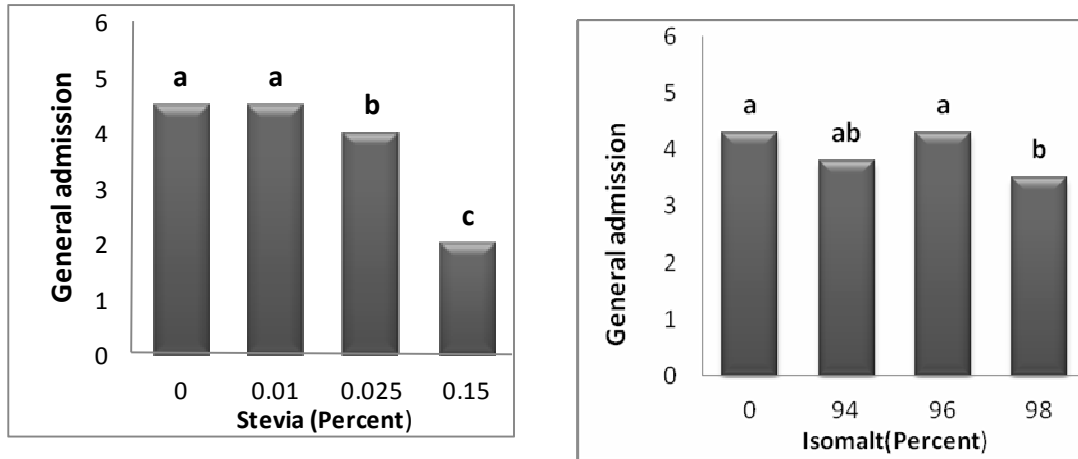 6
5
4
3
2
1
0
General admission
a
a
b
c
0 0.01 0.025 0.15
Stevia (Percent)
6
5
4
3
2
1
0
General admission
a
ab
a
b
0 94 96 98
Isomalt(Percent)